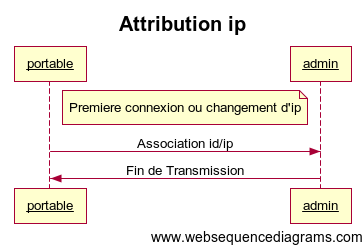 Attribution ip
portable admin
Premiere connexion ou changement d'ip
Association id/ip
Fin de Transmission
portable admin
www.websequencediagrams.com